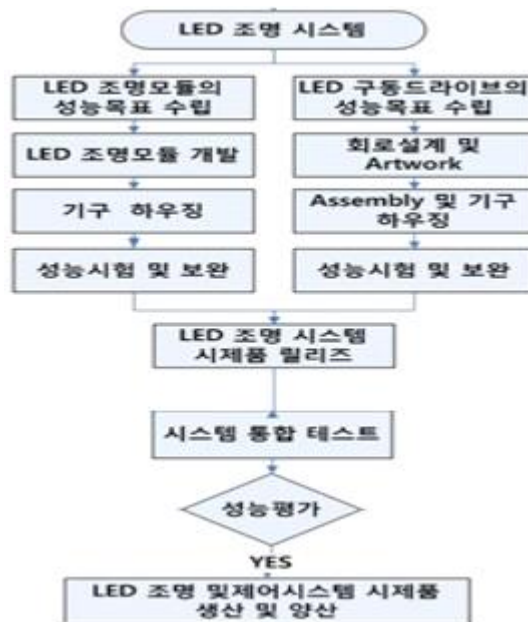 LED 조명 시스템
LED 조명모듈의
성능목표 수립
LED 조명모듈 개발
기구 하우징
성능시험 및 보완
LED 구동드라이브의
성능목표 수립
회로설계 및
Artwork
Assembly 및 기구
하우징
성능시험 및 보완
LED 조명 시스템
시제품 릴리즈
시스템 통합 테스트
성능평가
YES
LED 조명 및제어시스템 시제품
생산 및 양산